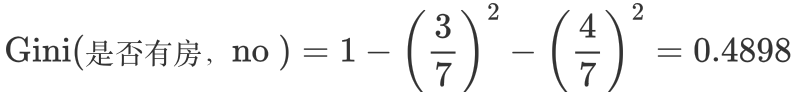 Gini(是否有房, no ) = 1 − (3/7)² − (4/7)² = 0.4898